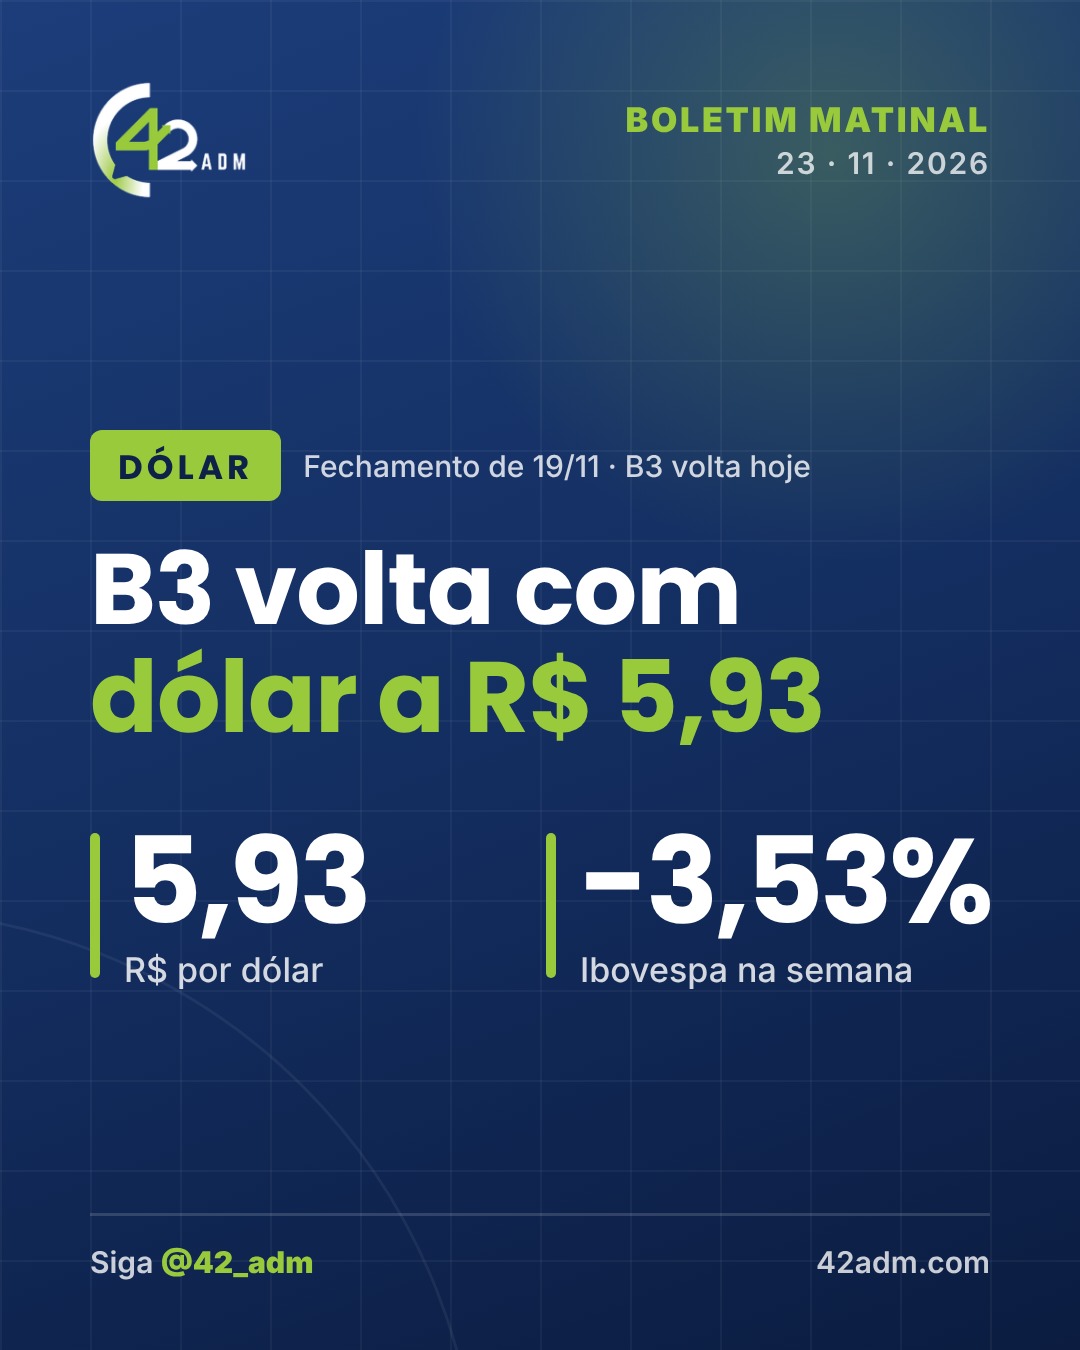 42 ADM
BOLETIM MATINAL
23 · 11 · 2026
DÓLAR
Fechamento de 19/11 · B3 volta hoje
B3 volta com
dólar a R$ 5,93
5,93
R$ por dólar
-3,53%
Ibovespa na semana
Siga @42_adm
42adm.com